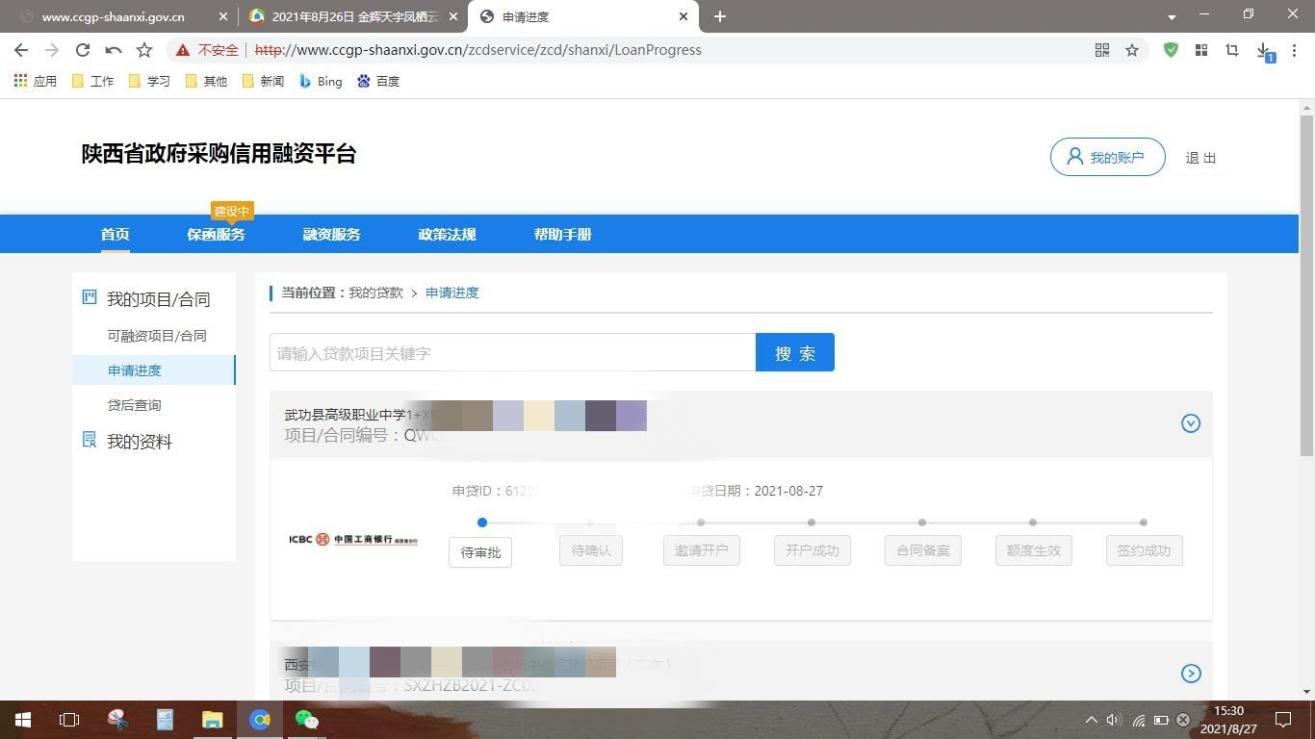 www.ccgp-shaanxi.gov.cn
2021年8月26日 金辉天宇凤栖云
申请进度
不安全 http://www.ccgp-shaanxi.gov.cn/zcdservice/zcd/shanxi/LoanProgress
应用 工作 学习 其他 新闻 Bing 百度
陕西省政府采购信用融资平台
我的账户 退出
建设中
首页 保函服务 融资服务 政策法规 帮助手册
我的项目/合同
可融资项目/合同
申请进度
贷后查询
我的资料
当前位置：我的贷款 > 申请进度
请输入贷款项目关键字 搜 索
武功县高级职业中学1+X
项目/合同编号：QW
申贷ID：6120 申贷日期：2021-08-27
ICBC 中国工商银行
待审批 待确认 邀请开户 开户成功 合同备案 额度生效 签约成功
西安 （二次）
项目/合同编号：SXZHZB2021-ZC0
15:30
2021/8/27
1